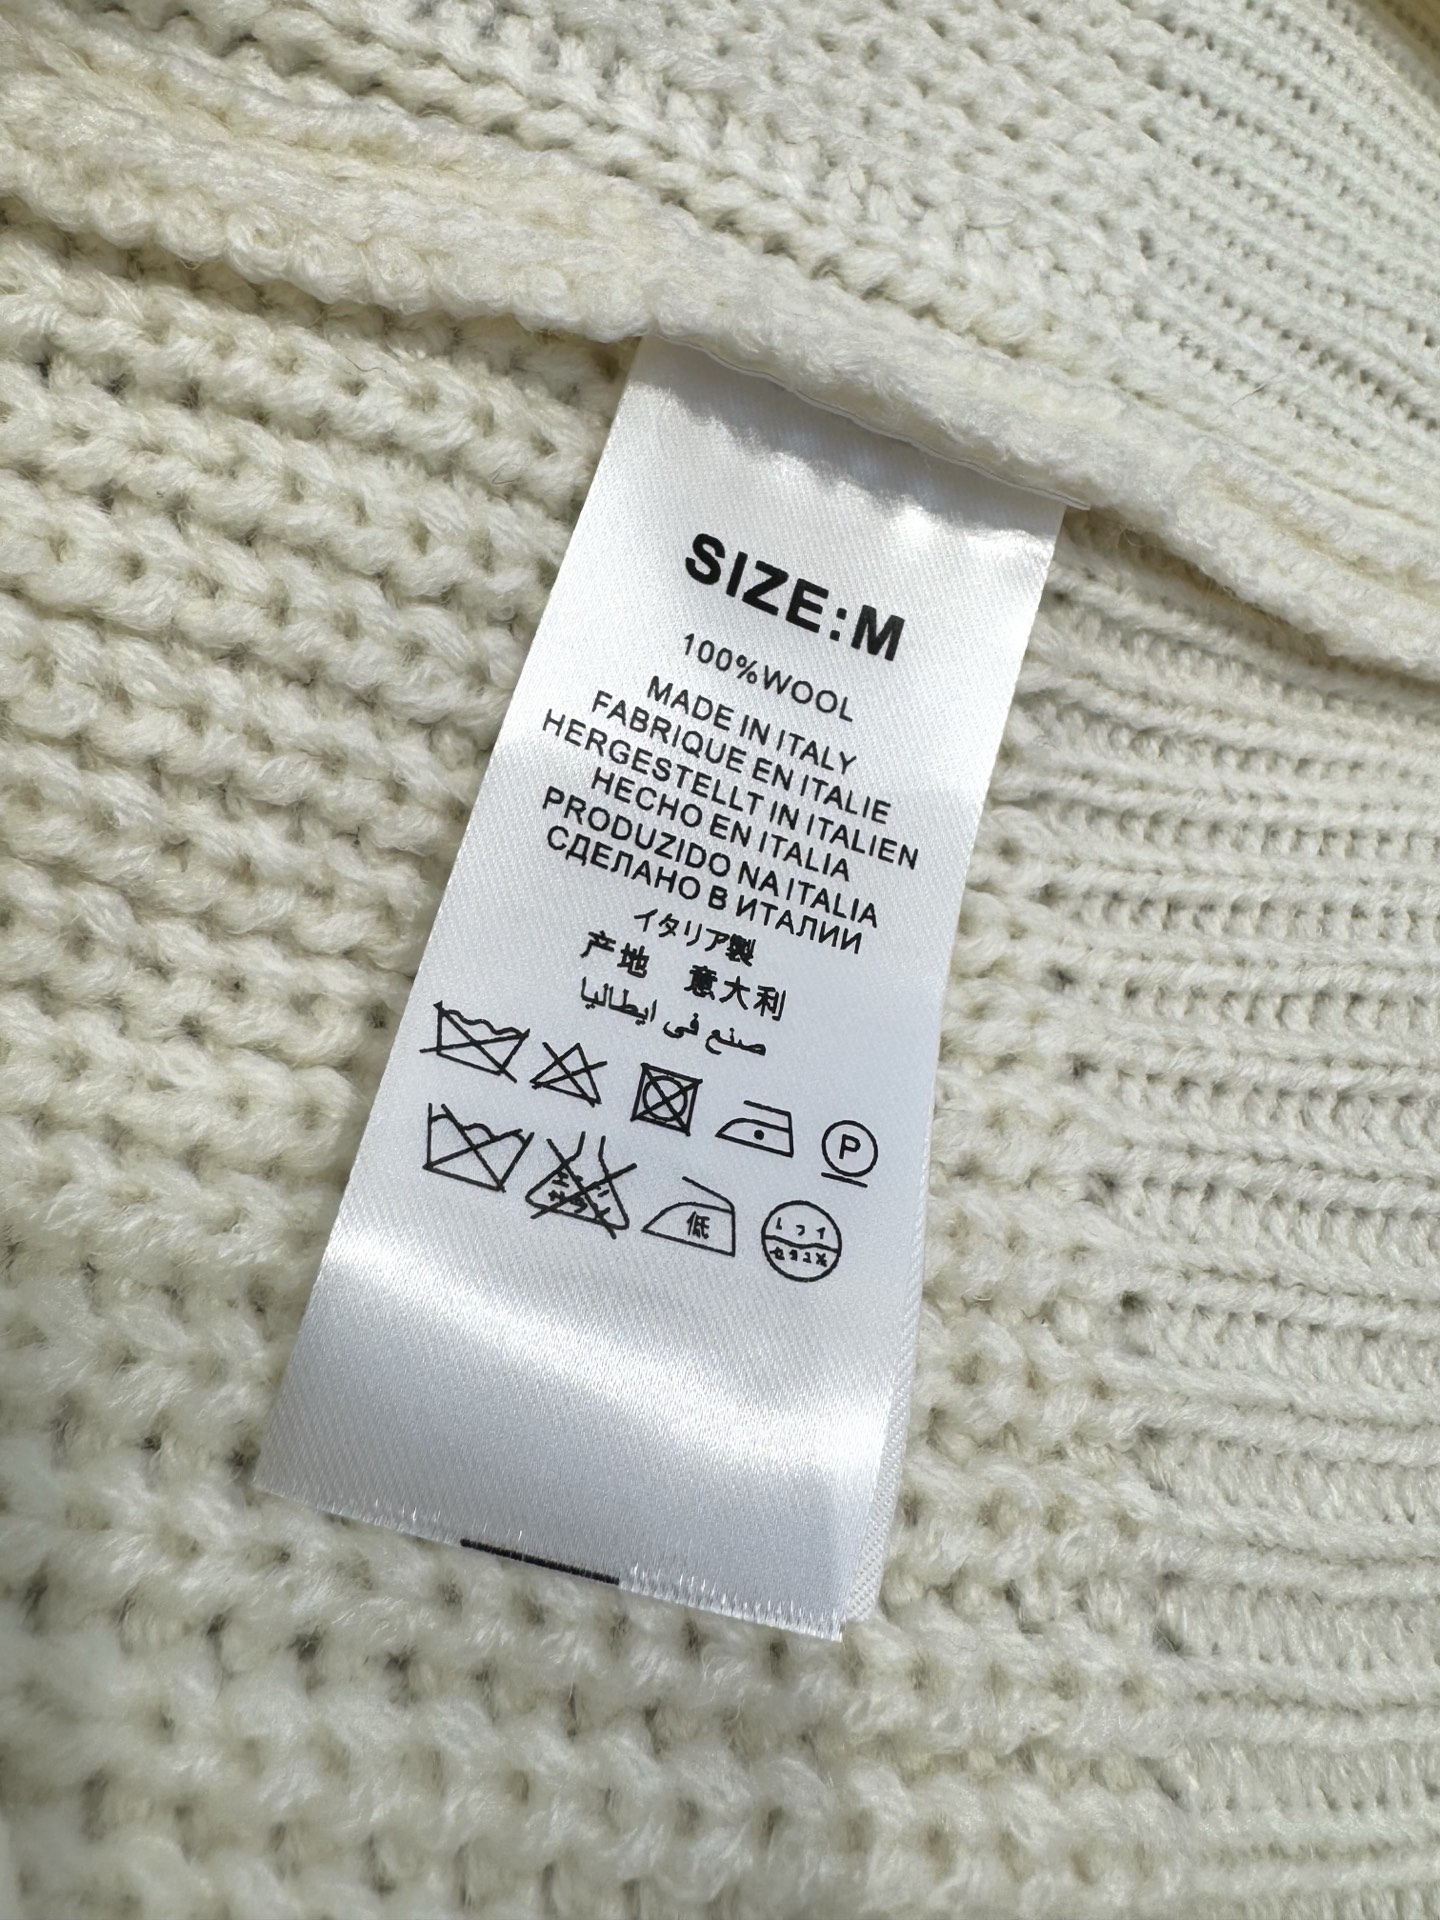 SIZE:M
100%WOOL
MADE IN ITALY
FABRIQUE EN ITALIE
HERGESTELLT IN ITALIEN
HECHO EN ITALIA
PRODUZIDO NA ITALIA
СДЕЛАНО В ИТАЛИИ
イタリア製
产地 意大利
صنع في ايطاليا
P
低